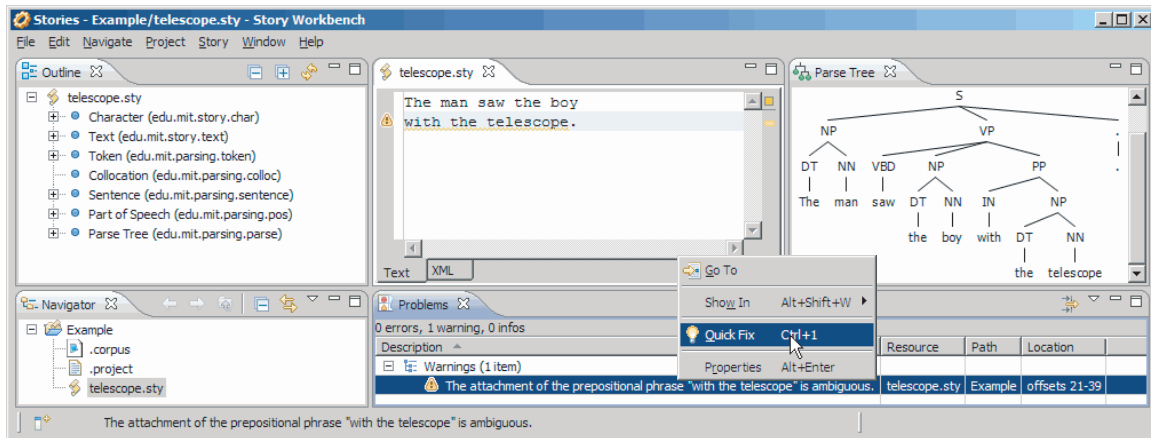 Stories - Example/telescope.sty - Story Workbench
File Edit Navigate Project Story Window Help
Outline
telescope.sty
Character (edu.mit.story.char)
Text (edu.mit.story.text)
Token (edu.mit.parsing.token)
Collocation (edu.mit.parsing.colloc)
Sentence (edu.mit.parsing.sentence)
Part of Speech (edu.mit.parsing.pos)
Parse Tree (edu.mit.parsing.parse)
telescope.sty
The man saw the boy
with the telescope.
Text XML
Parse Tree
S
NP VP .
DT NN VBD NP PP .
The man saw DT NN IN NP
the boy with DT NN
the telescope
Go To
Show In Alt+Shift+W
Quick Fix Ctrl+1
Properties Alt+Enter
Navigator
Example
.corpus
.project
telescope.sty
Problems
0 errors, 1 warning, 0 infos
Description Resource Path Location
Warnings (1 item)
The attachment of the prepositional phrase "with the telescope" is ambiguous. telescope.sty Example offsets 21-39
The attachment of the prepositional phrase "with the telescope" is ambiguous.